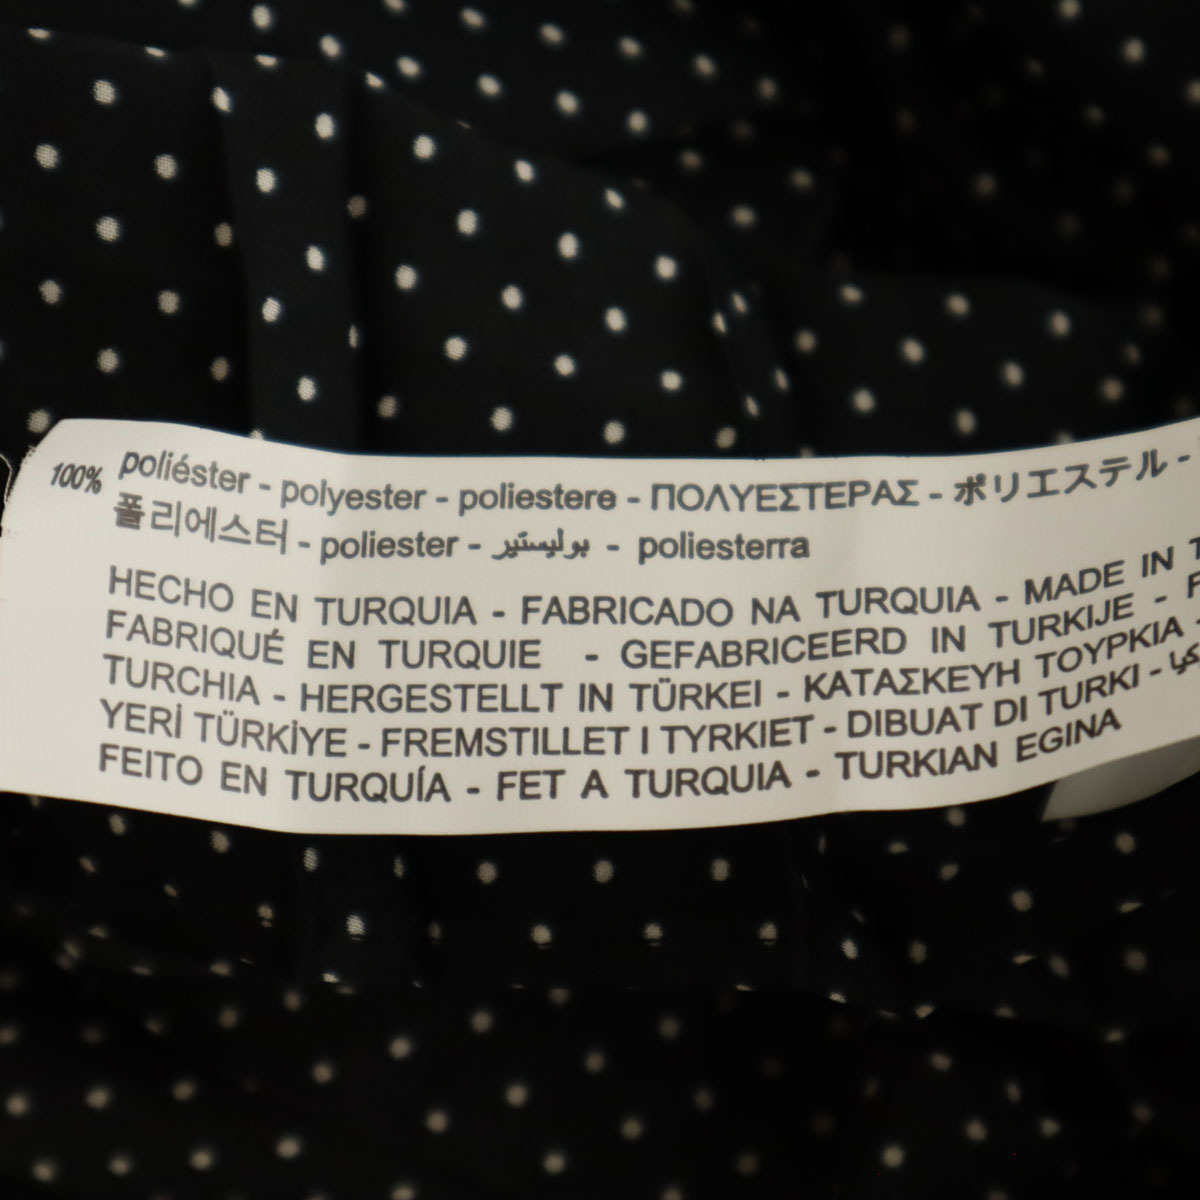 100% poliéster - polyester - poliestere - ΠΟΛΥΕΣΤΕΡΑΣ - ポリエステル -
폴리에스터 - poliester - بوليستير - poliesterra
HECHO EN TURQUIA - FABRICADO NA TURQUIA - MADE IN
FABRIQUÉ EN TURQUIE - GEFABRICEERD IN TURKIJE -
TURCHIA - HERGESTELLT IN TÜRKEI - ΚΑΤΑΣΚΕΥΗ ΤΟΥΡΚΙΑ -
YERİ TÜRKİYE - FREMSTILLET I TYRKIET - DIBUAT DI TURKI -
FEITO EN TURQUÍA - FET A TURQUIA - TURKIAN EGINA